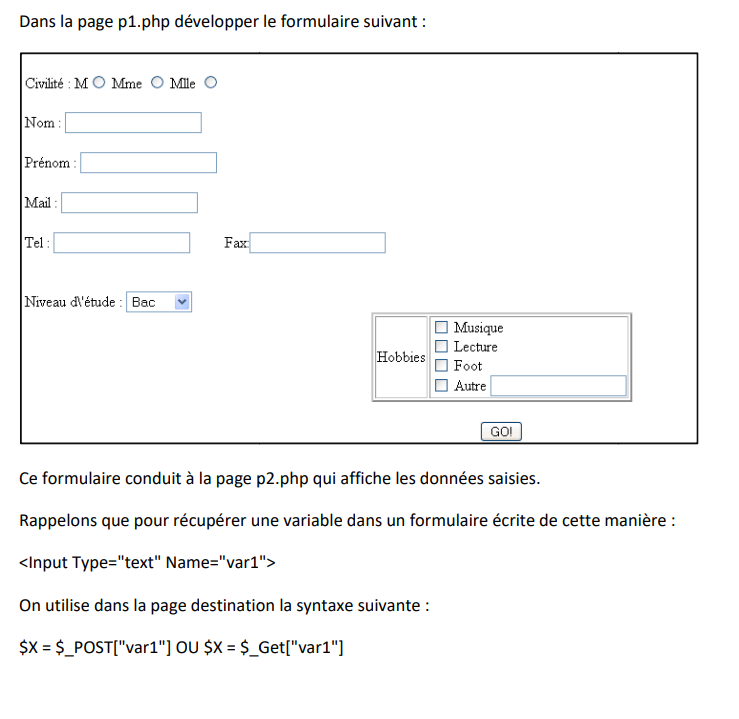 Dans la page p1.php développer le formulaire suivant :
Civilité : M Mme Mlle
Nom :
Prénom :
Mail :
Tel : Fax:
Niveau d\'étude : Bac
Musique
Lecture
Hobbies
Foot
Autre
GO!
Ce formulaire conduit à la page p2.php qui affiche les données saisies.
Rappelons que pour récupérer une variable dans un formulaire écrite de cette manière :
<Input Type="text" Name="var1">
On utilise dans la page destination la syntaxe suivante :
$X = $_POST["var1"] OU $X = $_Get["var1"]